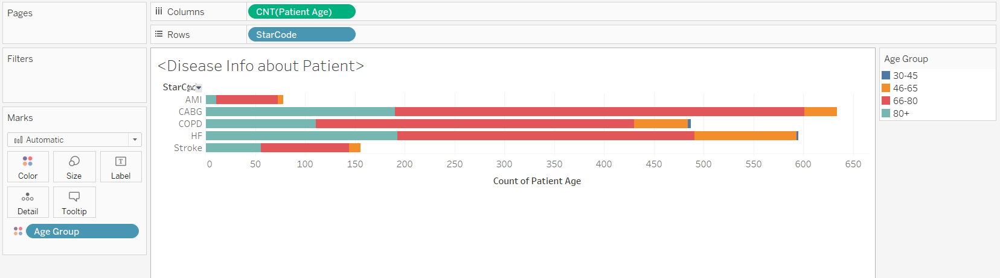 Pages
Columns
CNT(Patient Age)
Rows
StarCode
Filters
Marks
Automatic
Color
Size
Label
Detail
Tooltip
Age Group
<Disease Info about Patient>
AMI
CABG
COPD
HF
Stroke
0 50 100 150 200 250 300 350 400 450 500 550 600 650
Count of Patient Age
Age Group
30-45
46-65
66-80
80+